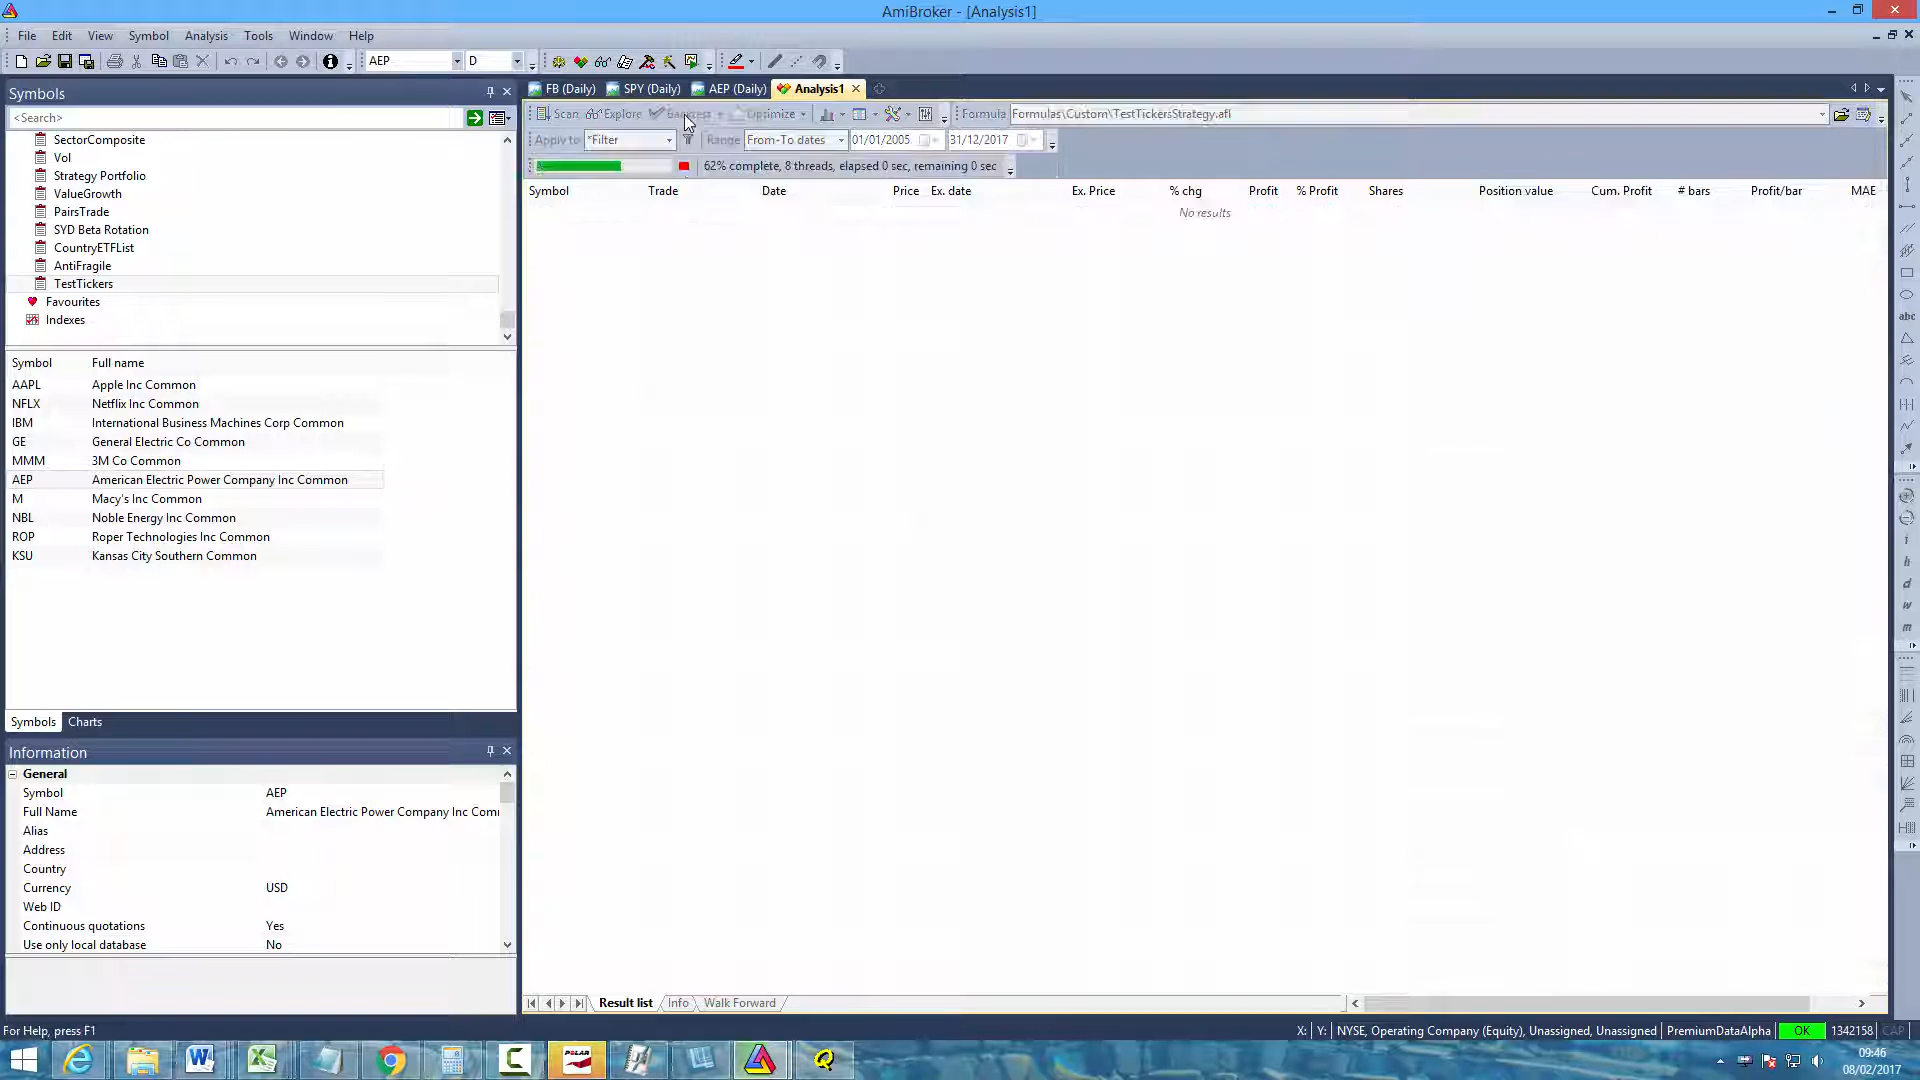 AmiBroker - [Analysis1]
File Edit View Symbol Analysis Tools Window Help
AEP D
Symbols
<Search>
SectorComposite
Vol
Strategy Portfolio
ValueGrowth
PairsTrade
SYD Beta Rotation
CountryETFList
AntiFragile
TestTickers
Favourites
Indexes
Symbol Full name
AAPL Apple Inc Common
NFLX Netflix Inc Common
IBM International Business Machines Corp Common
GE General Electric Co Common
MMM 3M Co Common
AEP American Electric Power Company Inc Common
M Macy's Inc Common
NBL Noble Energy Inc Common
ROP Roper Technologies Inc Common
KSU Kansas City Southern Common
Symbols Charts
Information
General
Symbol AEP
Full Name American Electric Power Company Inc Com
Alias
Address
Country
Currency USD
Web ID
Continuous quotations Yes
Use only local database No
FB (Daily) SPY (Daily) AEP (Daily) Analysis1
Scan Explore Backtest Optimize Formula Formulas\Custom\TestTickersStrategy.afl
Apply to *Filter Range From-To dates 01/01/2005 31/12/2017
62% complete, 8 threads, elapsed 0 sec, remaining 0 sec
Symbol Trade Date Price Ex. date Ex. Price % chg Profit % Profit Shares Position value Cum. Profit # bars Profit/bar MAE
No results
abc
i
h
d
w
m
Result list Info Walk Forward
For Help, press F1
X: Y: NYSE, Operating Company (Equity), Unassigned, Unassigned PremiumDataAlpha OK 1342158 CAP
POLAR
09:46
08/02/2017